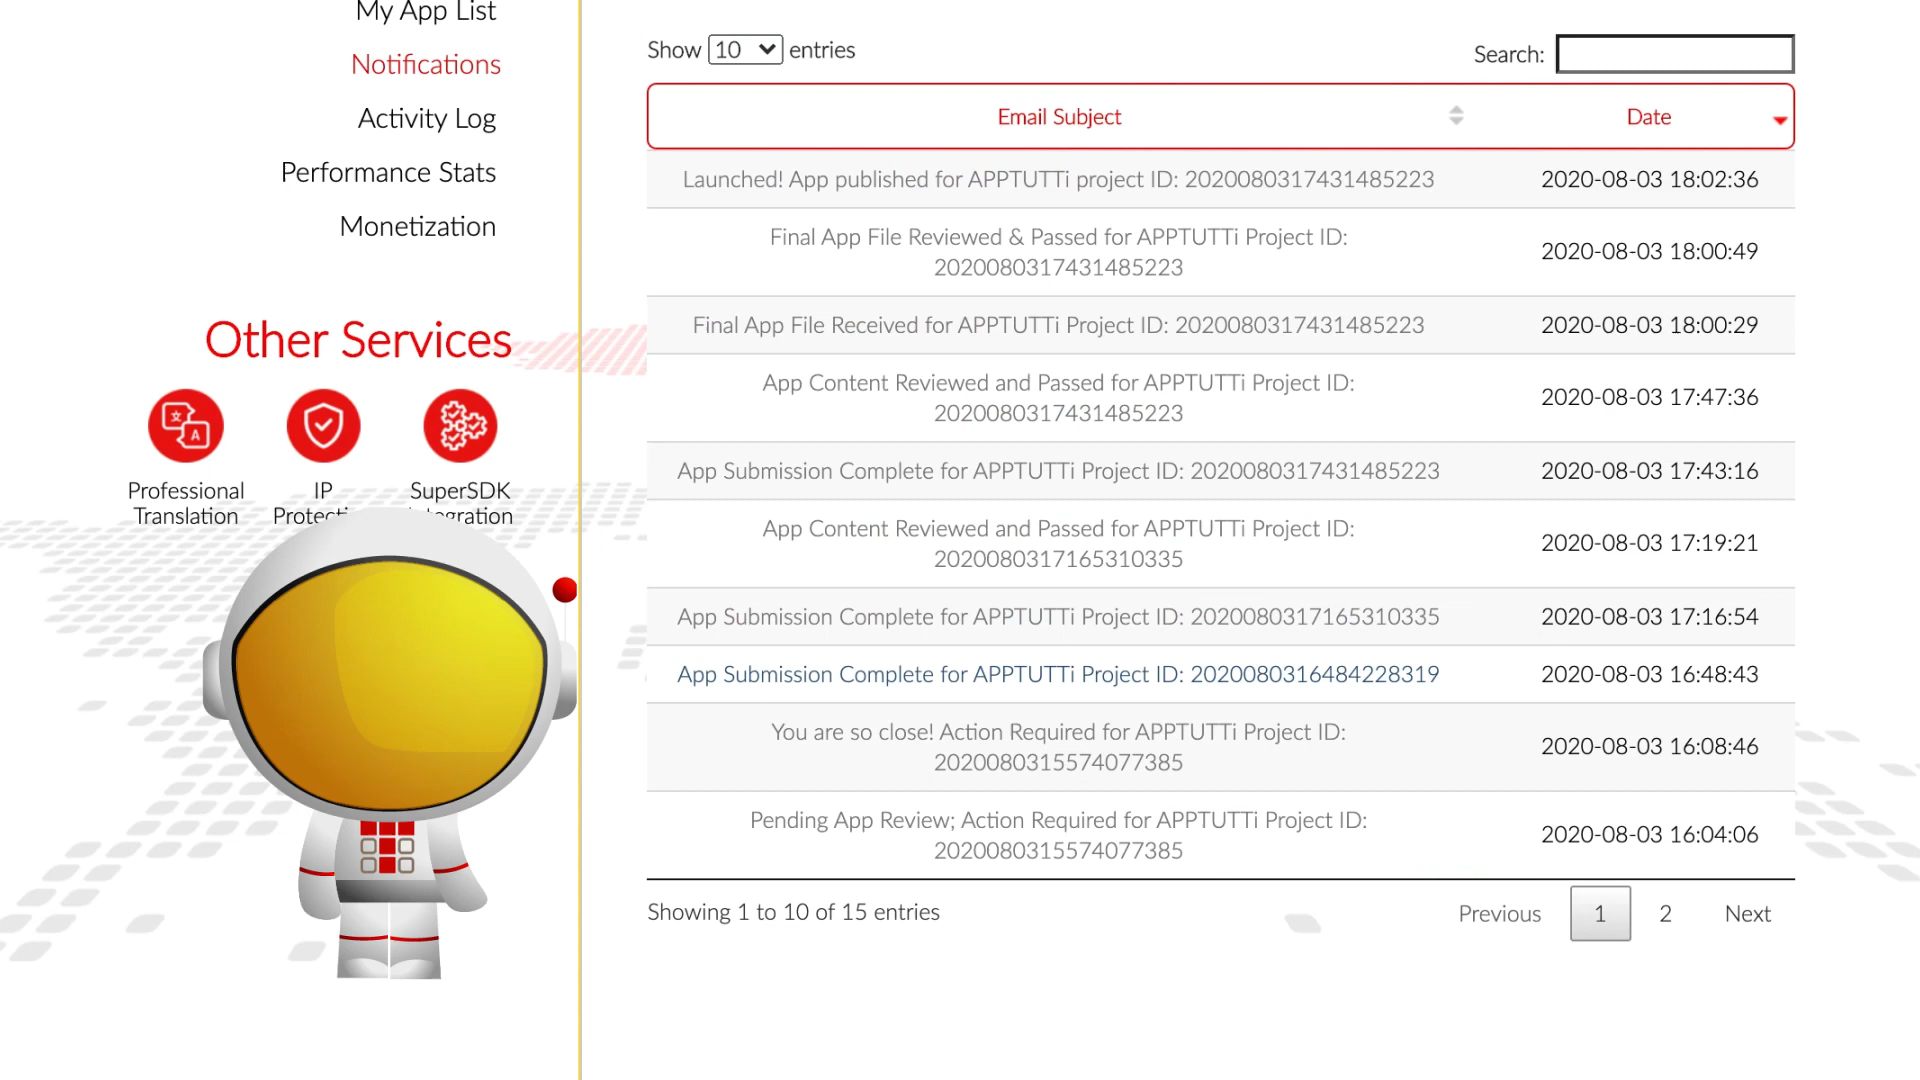 My App List
Notifications
Activity Log
Performance Stats
Monetization
Other Services
Professional
Translation
IP
SuperSDK
Show 10 entries
Search:
Email Subject
Date
Launched! App published for APPTUTTi project ID: 2020080317431485223
2020-08-03 18:02:36
Final App File Reviewed & Passed for APPTUTTi Project ID:
2020080317431485223
2020-08-03 18:00:49
Final App File Received for APPTUTTi Project ID: 2020080317431485223
2020-08-03 18:00:29
App Content Reviewed and Passed for APPTUTTi Project ID:
2020080317431485223
2020-08-03 17:47:36
App Submission Complete for APPTUTTi Project ID: 2020080317431485223
2020-08-03 17:43:16
App Content Reviewed and Passed for APPTUTTi Project ID:
2020080317165310335
2020-08-03 17:19:21
App Submission Complete for APPTUTTi Project ID: 2020080317165310335
2020-08-03 17:16:54
App Submission Complete for APPTUTTi Project ID: 2020080316484228319
2020-08-03 16:48:43
You are so close! Action Required for APPTUTTi Project ID:
2020080315574077385
2020-08-03 16:08:46
Pending App Review; Action Required for APPTUTTi Project ID:
2020080315574077385
2020-08-03 16:04:06
Showing 1 to 10 of 15 entries
Previous 1 2 Next